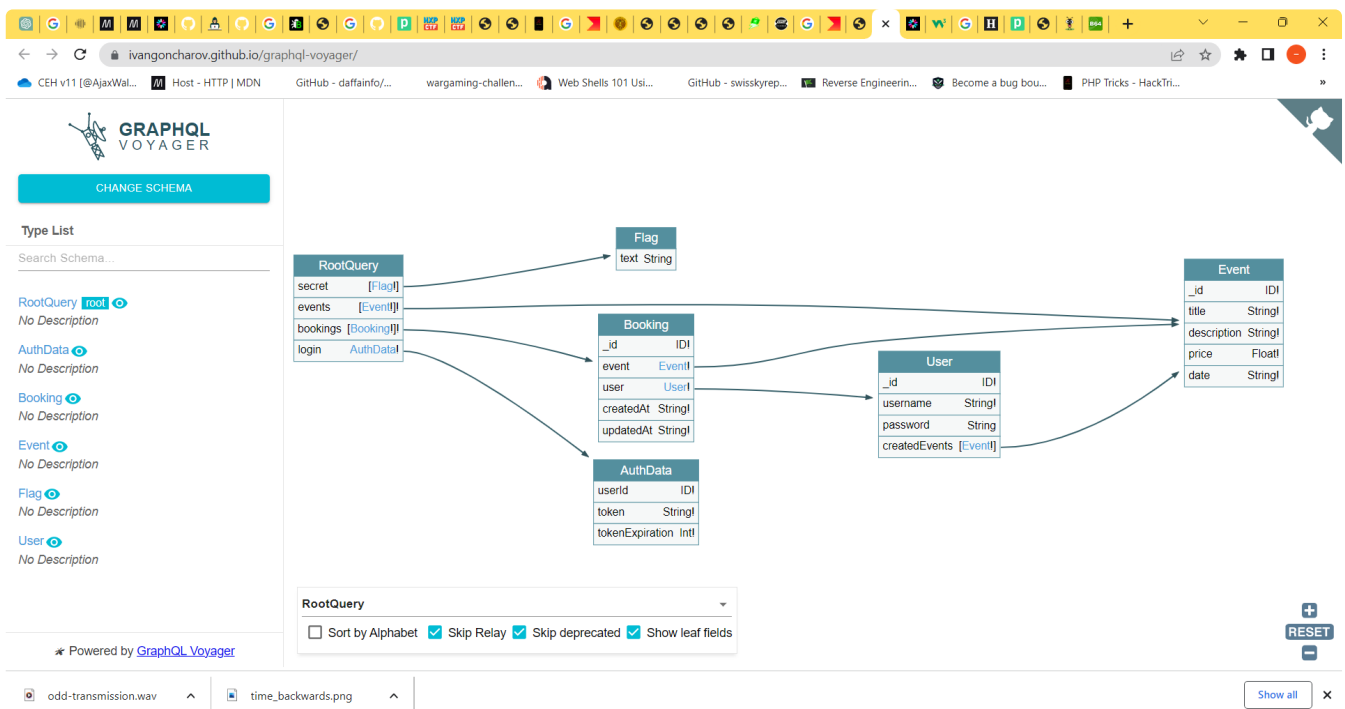 ivangoncharov.github.io/graphql-voyager/
CEH v11 [@AjaxWal...
Host - HTTP | MDN
GitHub - daffainfo/...
wargaming-challen...
Web Shells 101 Usi...
GitHub - swisskyrep...
Reverse Engineerin...
Become a bug bou...
PHP Tricks - HackTri...
»
GRAPHQL
VOYAGER
CHANGE SCHEMA
Type List
Search Schema...
RootQuery root
No Description
AuthData
No Description
Booking
No Description
Event
No Description
Flag
No Description
User
No Description
Powered by GraphQL Voyager
RootQuery
secret [Flag!]
events [Event!]!
bookings [Booking!]!
login AuthData!
Flag
text String
Booking
_id ID!
event Event!
user User!
createdAt String!
updatedAt String!
AuthData
userId ID!
token String!
tokenExpiration Int!
User
_id ID!
username String!
password String
createdEvents [Event!]
Event
_id ID!
title String!
description String!
price Float!
date String!
RootQuery
Sort by Alphabet
Skip Relay
Skip deprecated
Show leaf fields
RESET
odd-transmission.wav
time_backwards.png
Show all